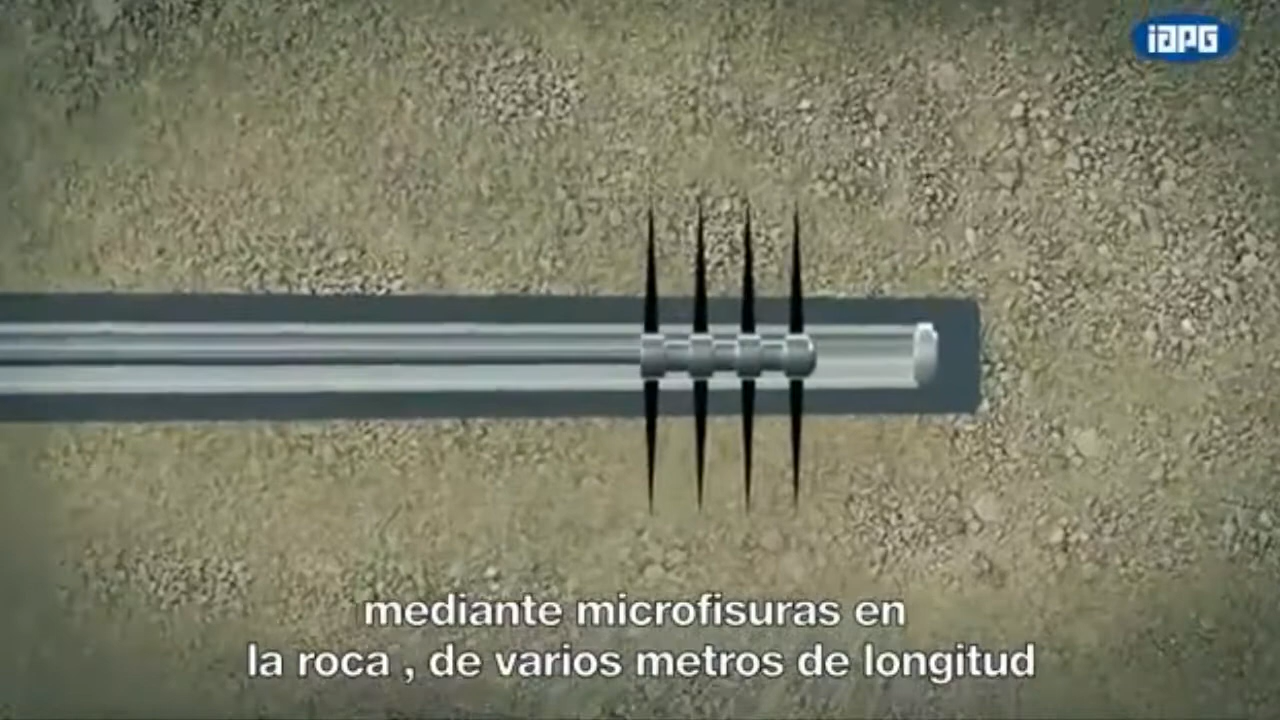 iAPG
mediante microfisuras en
la roca , de varios metros de longitud